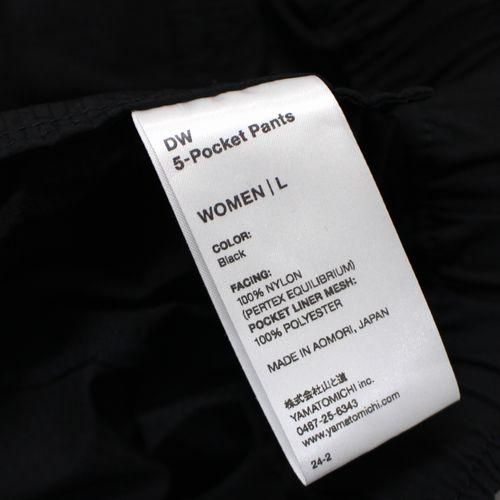 DW
5-Pocket Pants
WOMEN | L
COLOR:
Black
FACING:
100% NYLON
(PERTEX EQUILIBRIUM)
POCKET LINER MESH:
100% POLYESTER
MADE IN AOMORI, JAPAN
株式会社山と道
YAMATOMICHI inc.
0467-25-6343
www.yamatomichi.com
24-2